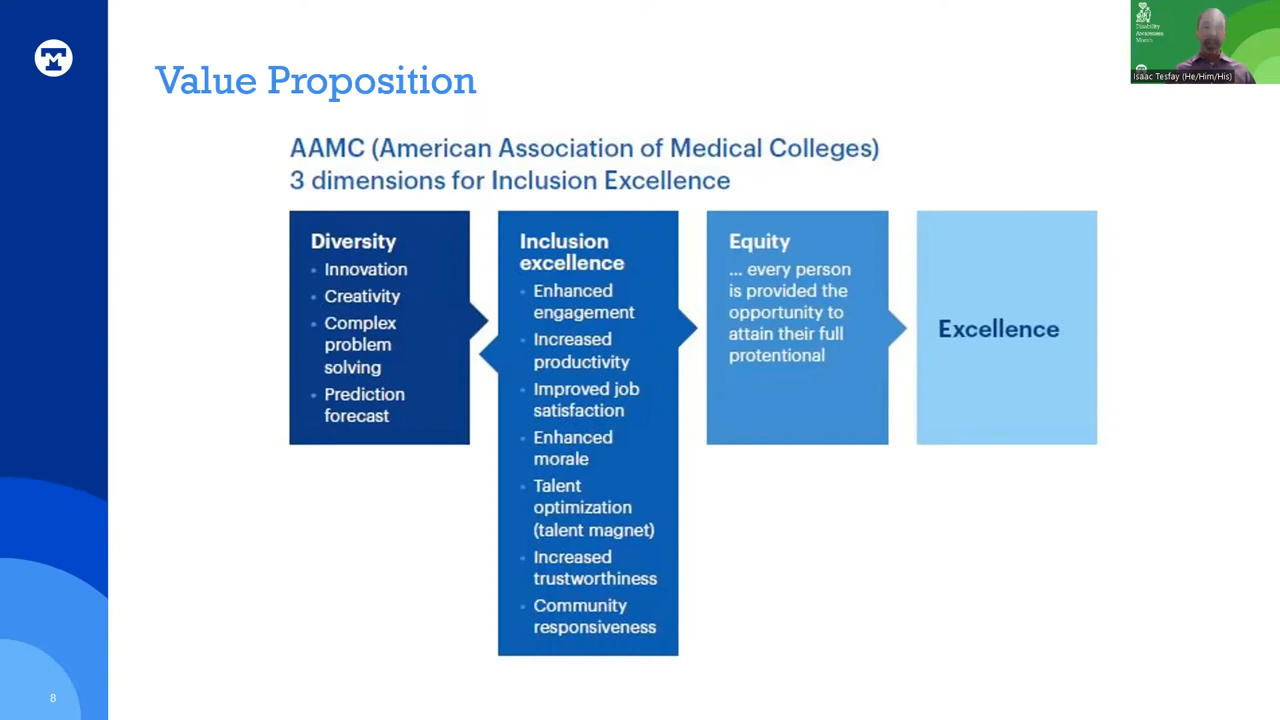 Value Proposition
AAMC (American Association of Medical Colleges)
3 dimensions for Inclusion Excellence
Diversity
• Innovation
• Creativity
• Complex
problem
solving
• Prediction
forecast
Inclusion
excellence
• Enhanced
engagement
• Increased
productivity
• Improved job
satisfaction
• Enhanced
morale
• Talent
optimization
(talent magnet)
• Increased
trustworthiness
• Community
responsiveness
Equity
... every person
is provided the
opportunity to
attain their full
protentional
Excellence
Disability
Awareness
Month
Isaac Tesfay (He/Him/His)
M
8